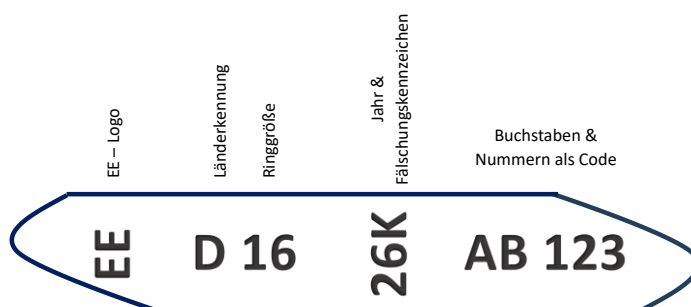 EE – Logo
Länderkennung
Ringgröße
Jahr &
Fälschungskennzeichen
Buchstaben &
Nummern als Code
EE
D 16
26K
AB 123